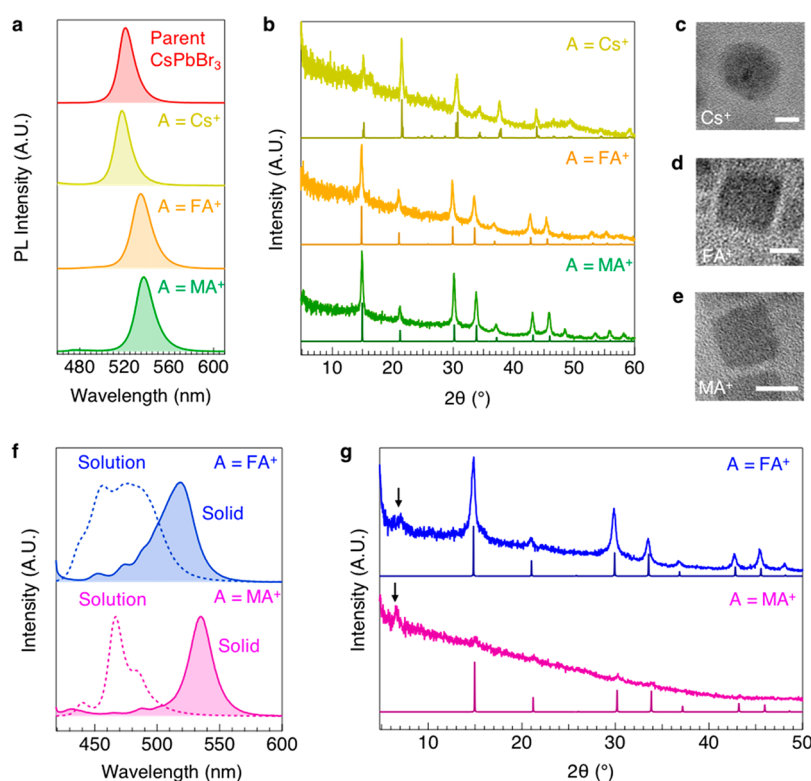 a
Parent
CsPbBr3
A = Cs+
A = FA+
A = MA+
PL Intensity (A.U.)
480 520 560 600
Wavelength (nm)
b
A = Cs+
A = FA+
A = MA+
Intensity (A.U.)
10 20 30 40 50 60
2θ (°)
c
Cs+
d
FA+
e
MA+
f
Solution
A = FA+
Solid
Solution
A = MA+
Solid
Intensity (A.U.)
450 500 550 600
Wavelength (nm)
g
A = FA+
A = MA+
Intensity (A.U.)
10 20 30 40 50
2θ (°)